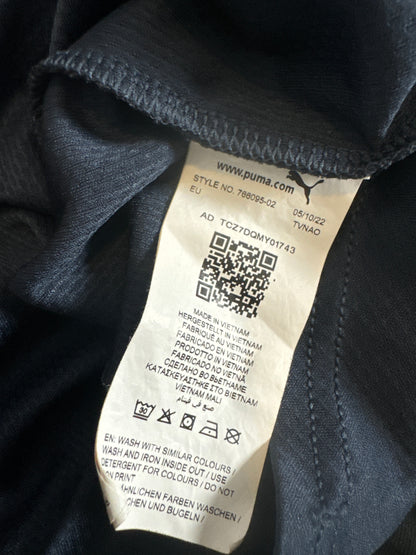 www.puma.com
STYLE NO. 766095-02 05/10/22
EU TVNAO
AD TCZ7DQMY01743
MADE IN VIETNAM
HERGESTELLT IN VIETNAM
FABRIQUÉ AU VIETNAM
FABRICADO EN VIETNAM
PRODOTTO IN VIETNAM
FABRICADO NO VIETNÃ
СДЕЛАНО ВО ВЬЕТНАМЕ
ΚΑΤΑΣΚΕΥΑΣΤΗΚΕ ΣΤΟ ΒΙΕΤΝΑΜ
VIETNAM MALI
صنع في فيتنام
30
EN: WASH WITH SIMILAR COLOURS /
WASH AND IRON INSIDE OUT / USE
DETERGENT FOR COLOURS / DO NOT
ON PRINT
ÄHNLICHEN FARBEN WASCHEN /
CHEN UND BÜGELN /